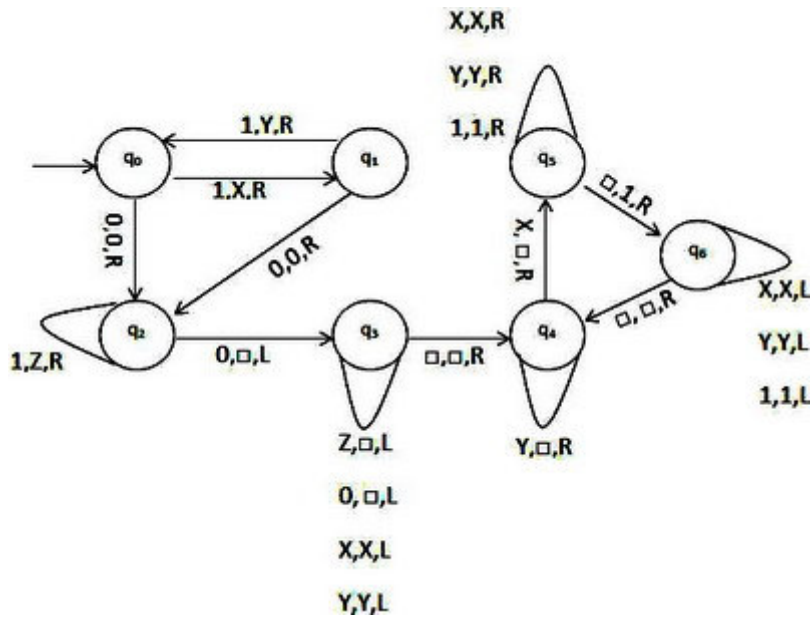 X,X,R
Y,Y,R
1,1,R
1,Y,R
q₀
q₁
q₅
1,X,R
□,1,R
0,0,R
0,0,R
X,□,R
q₆
X,X,L
Y,Y,L
1,1,L
□,□,R
q₂
q₃
q₄
1,Z,R
0,□,L
□,□,R
Z,□,L
0,□,L
X,X,L
Y,Y,L
Y,□,R